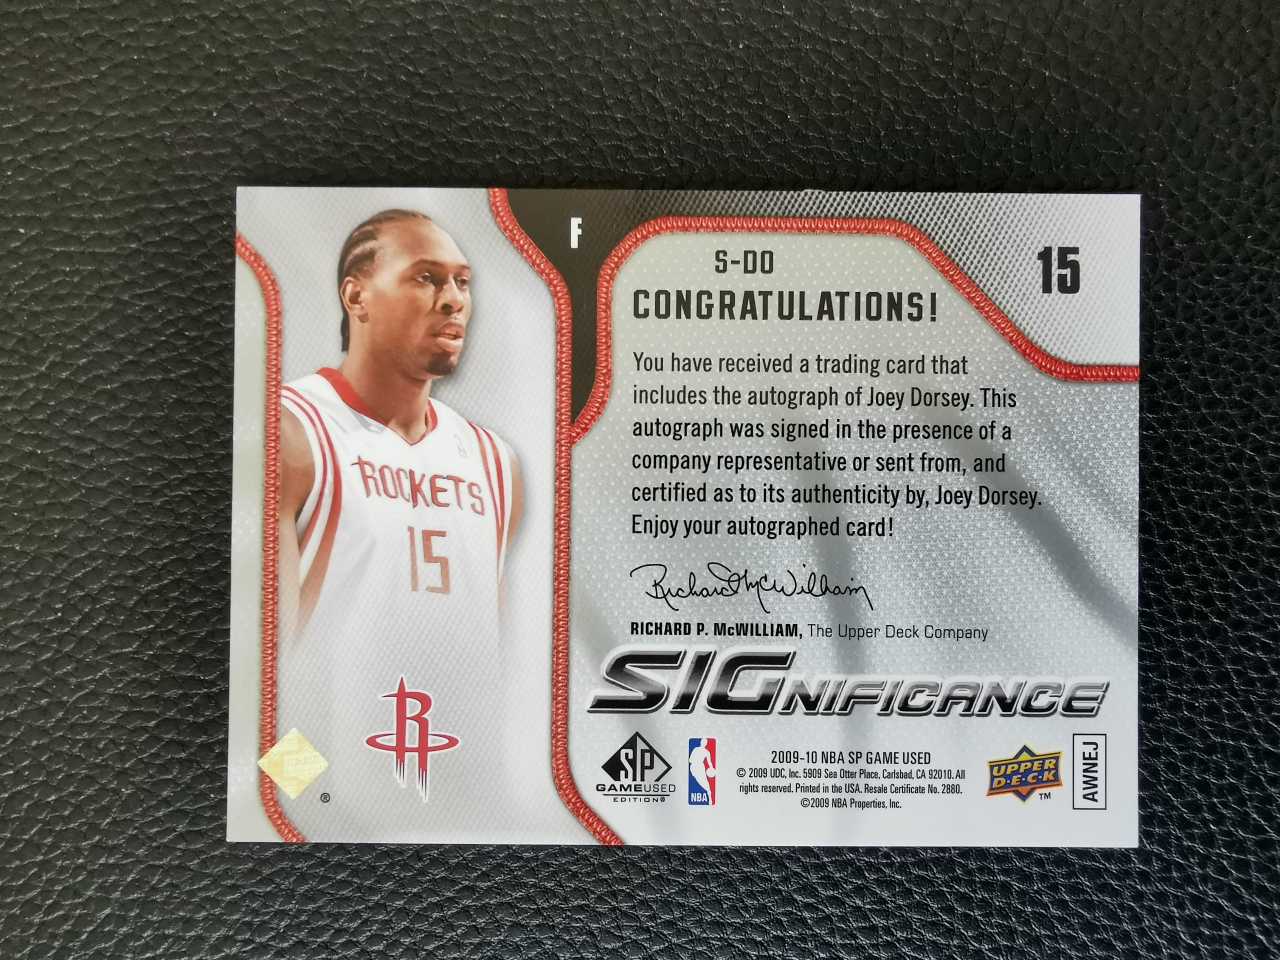 F
15
S-DO
CONGRATULATIONS!
You have received a trading card that
includes the autograph of Joey Dorsey. This
autograph was signed in the presence of a
company representative or sent from, and
certified as to its authenticity by, Joey Dorsey.
Enjoy your autographed card!
Richard McWilliam
RICHARD P. McWILLIAM, The Upper Deck Company
SIGNIFICANCE
ROCKETS
15
R
®
SP
GAMEUSED
EDITION®
NBA
2009-10 NBA SP GAME USED
© 2009 UDC, Inc. 5909 Sea Otter Place, Carlsbad, CA 92010. All
rights reserved. Printed in the USA. Resale Certificate No. 2880.
©2009 NBA Properties, Inc.
UPPER
D·E·C·K
TM
AWNEJ